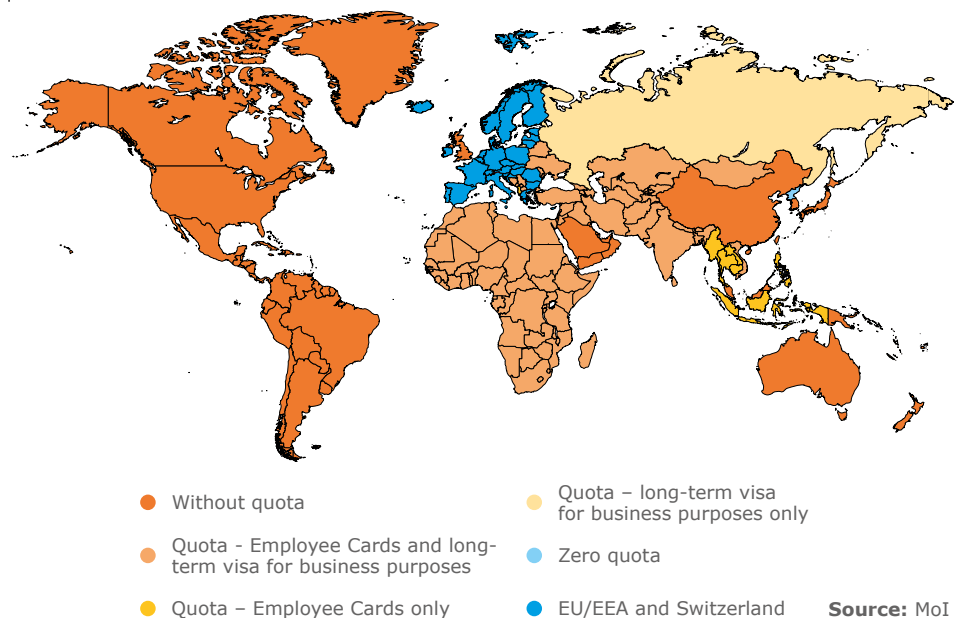 Without quota
Quota - Employee Cards and long-
term visa for business purposes
Quota – Employee Cards only
Quota – long-term visa
for business purposes only
Zero quota
EU/EEA and Switzerland
Source: MoI